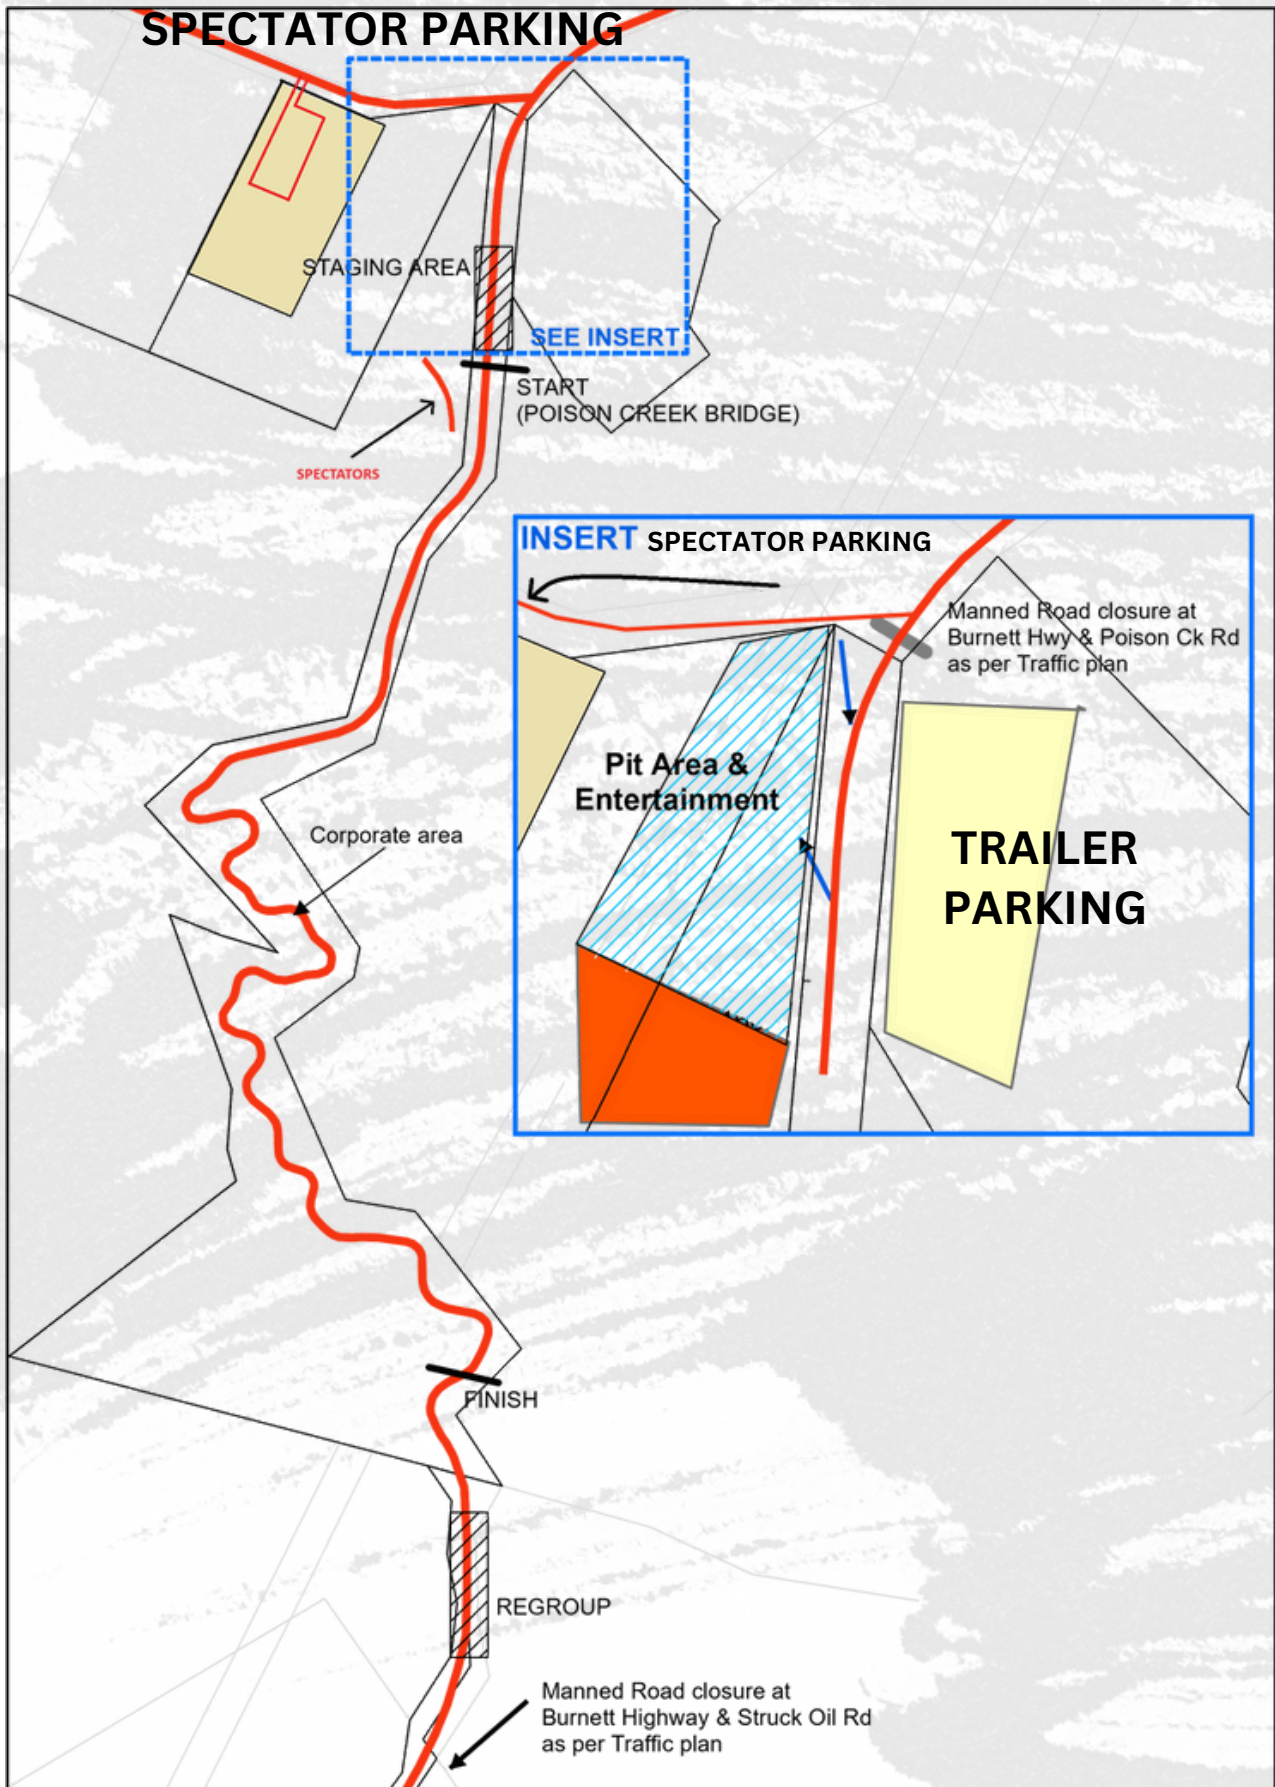 SPECTATOR PARKING
STAGING AREA
SEE INSERT
START
(POISON CREEK BRIDGE)
SPECTATORS
INSERT SPECTATOR PARKING
Manned Road closure at
Burnett Hwy & Poison Ck Rd
as per Traffic plan
Pit Area &
Entertainment
TRAILER
PARKING
Corporate area
FINISH
REGROUP
Manned Road closure at
Burnett Highway & Struck Oil Rd
as per Traffic plan